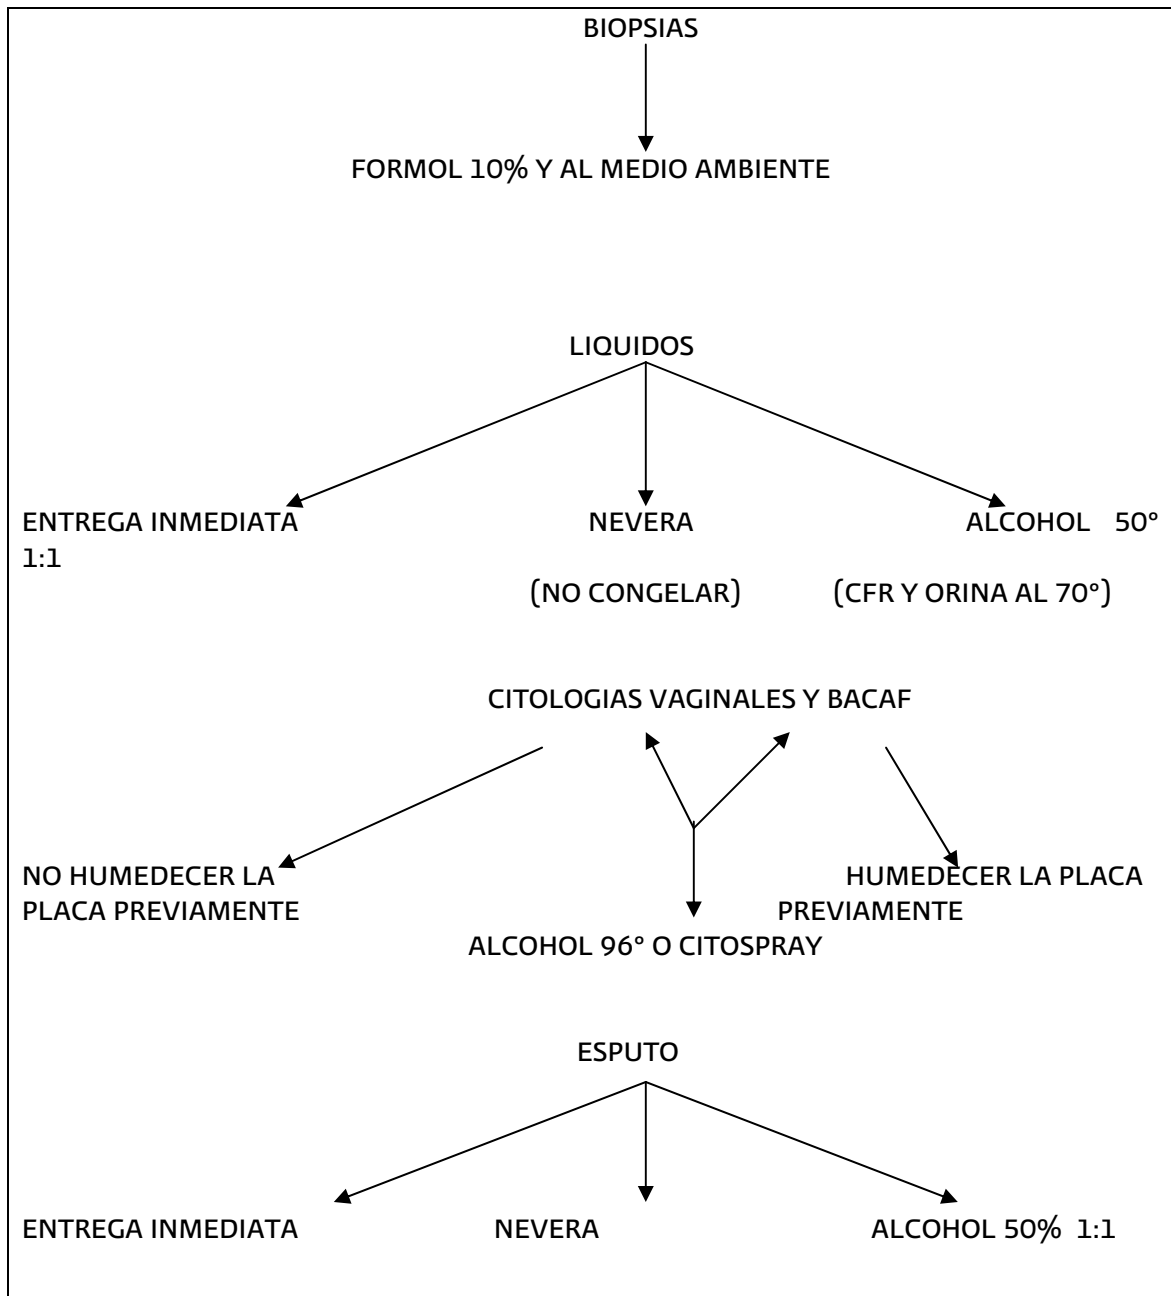 BIOPSIAS
FORMOL 10% Y AL MEDIO AMBIENTE
LIQUIDOS
ENTREGA INMEDIATA NEVERA ALCOHOL 50°
1:1
(NO CONGELAR) (CFR Y ORINA AL 70°)
CITOLOGIAS VAGINALES Y BACAF
NO HUMEDECER LA HUMEDECER LA PLACA
PLACA PREVIAMENTE PREVIAMENTE
ALCOHOL 96° O CITOSPRAY
ESPUTO
ENTREGA INMEDIATA NEVERA ALCOHOL 50% 1:1